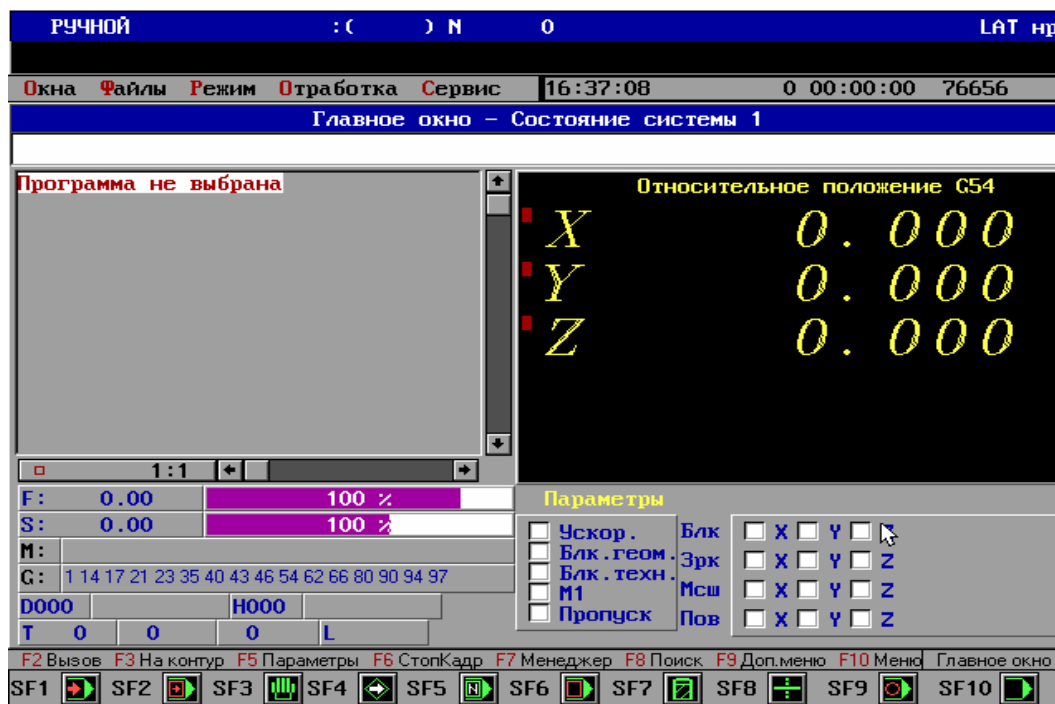 РУЧНОЙ :( ) N 0 LAT нр
Окна Файлы Режим Отработка Сервис 16:37:08 0 00:00:00 76656
Главное окно - Состояние системы 1
Программа не выбрана
Относительное положение G54
X 0.000
Y 0.000
Z 0.000
1:1
F: 0.00 100 %
S: 0.00 100 %
M:
G: 1 14 17 21 23 35 40 43 46 54 62 66 80 90 94 97
D000 H000
T 0 0 0 L
Параметры
Ускор.
Блк.геом.
Блк.техн.
M1
Пропуск
Блк X Y Z
Зрк X Y Z
Мсш X Y Z
Пов X Y Z
F2 Вызов F3 На контур F5 Параметры F6 СтопКадр F7 Менеджер F8 Поиск F9 Доп.меню F10 Меню Главное окно
SF1 SF2 SF3 SF4 SF5 N SF6 SF7 SF8 SF9 SF10